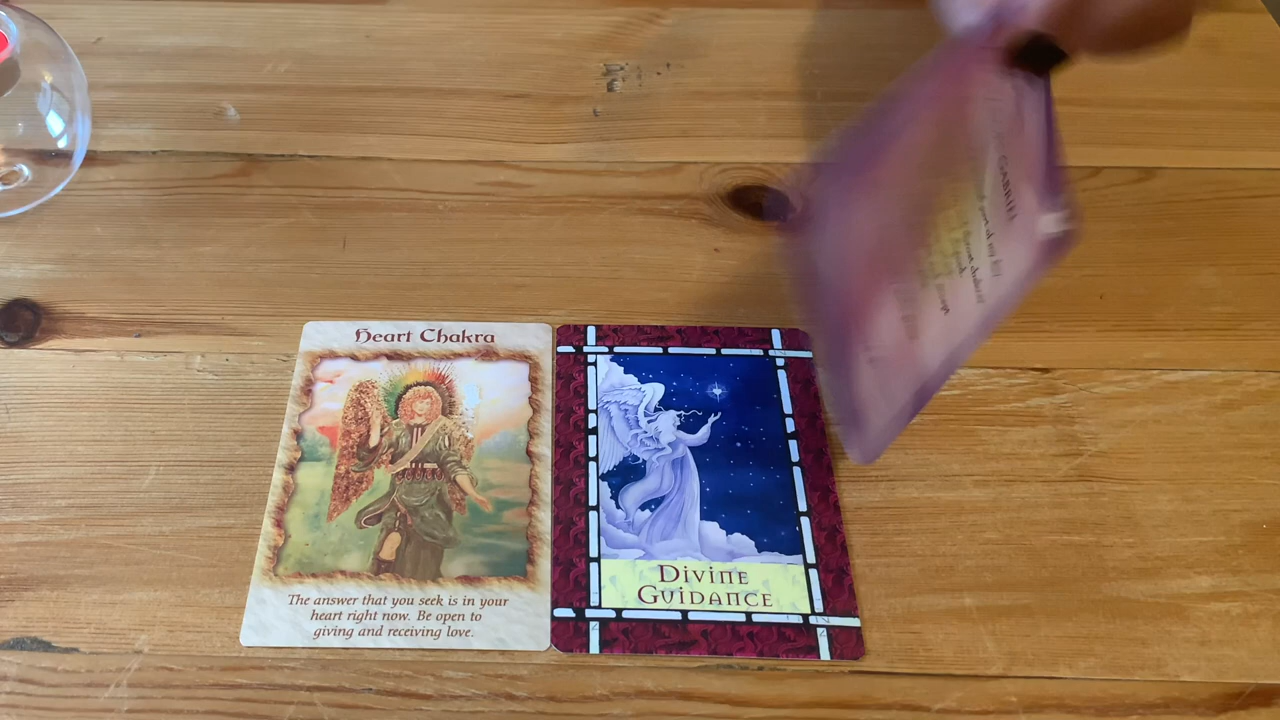 Heart Chakra
The answer that you seek is in your
heart right now. Be open to
giving and receiving love.
DIVINE
GUIDANCE
GABRIEL